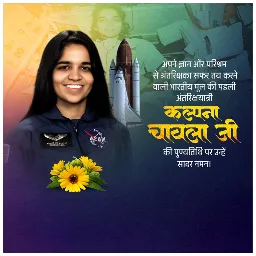 अपने ज्ञान और परिश्रम
से अंतरिक्षका सफर तय करने
वाली भारतीय मूल की पहली
अंतरिक्षयात्री
कल्पना
चावला जी
की पुण्यतिथि पर उन्हें
सादर नमन।